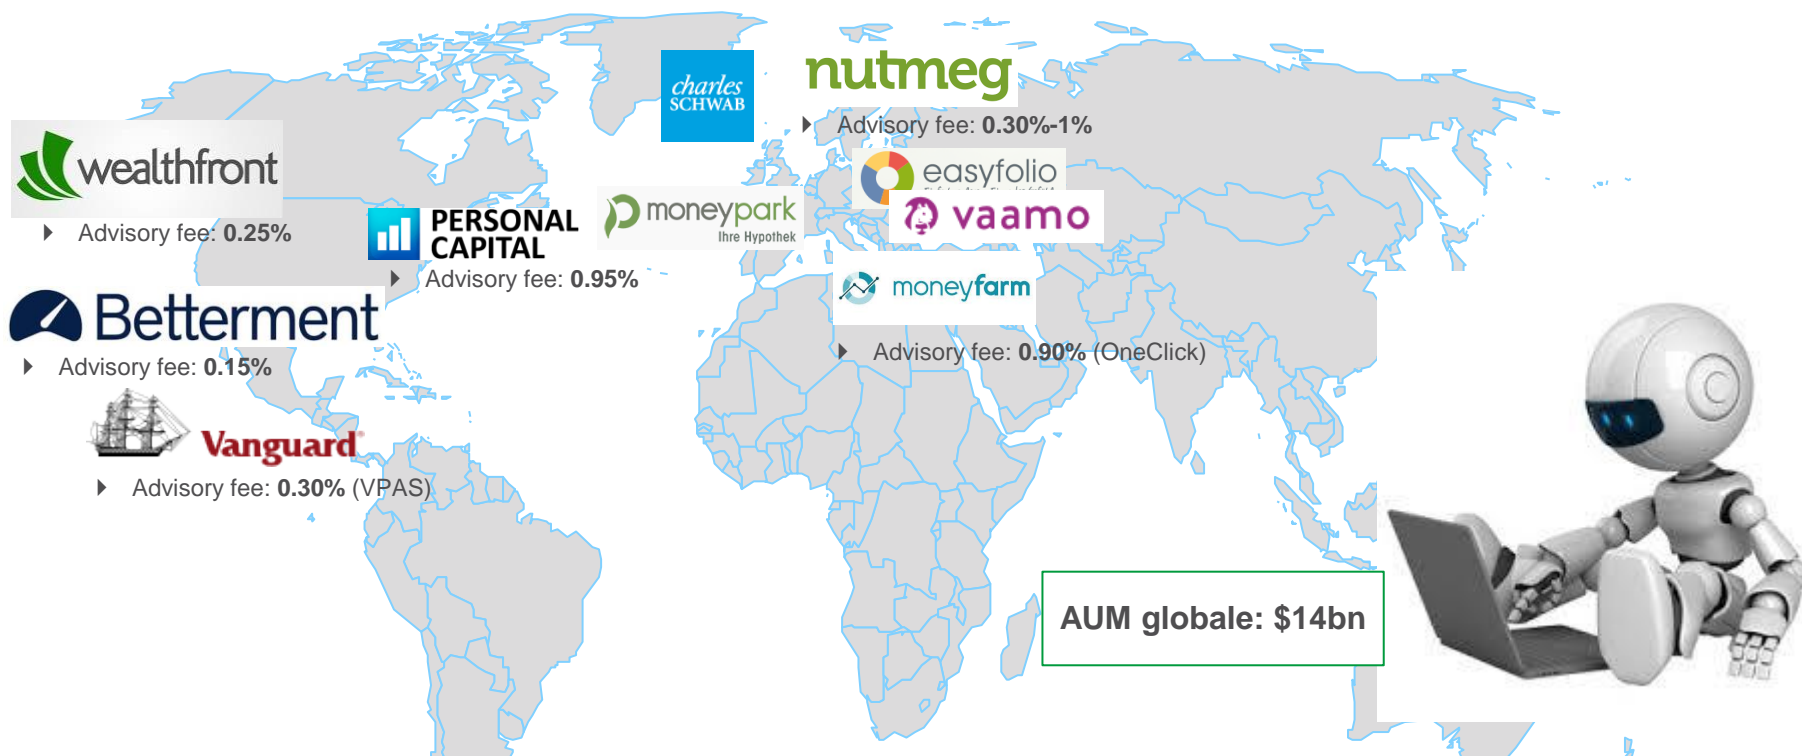 charles
SCHWAB
nutmeg
Advisory fee: 0.30%-1%
wealthfront
Advisory fee: 0.25%
easyfolio
vaamo
moneypark
Ihre Hypothek
PERSONAL
CAPITAL
Advisory fee: 0.95%
moneyfarm
Advisory fee: 0.90% (OneClick)
Betterment
Advisory fee: 0.15%
Vanguard
Advisory fee: 0.30% (VPAS)
AUM globale: $14bn